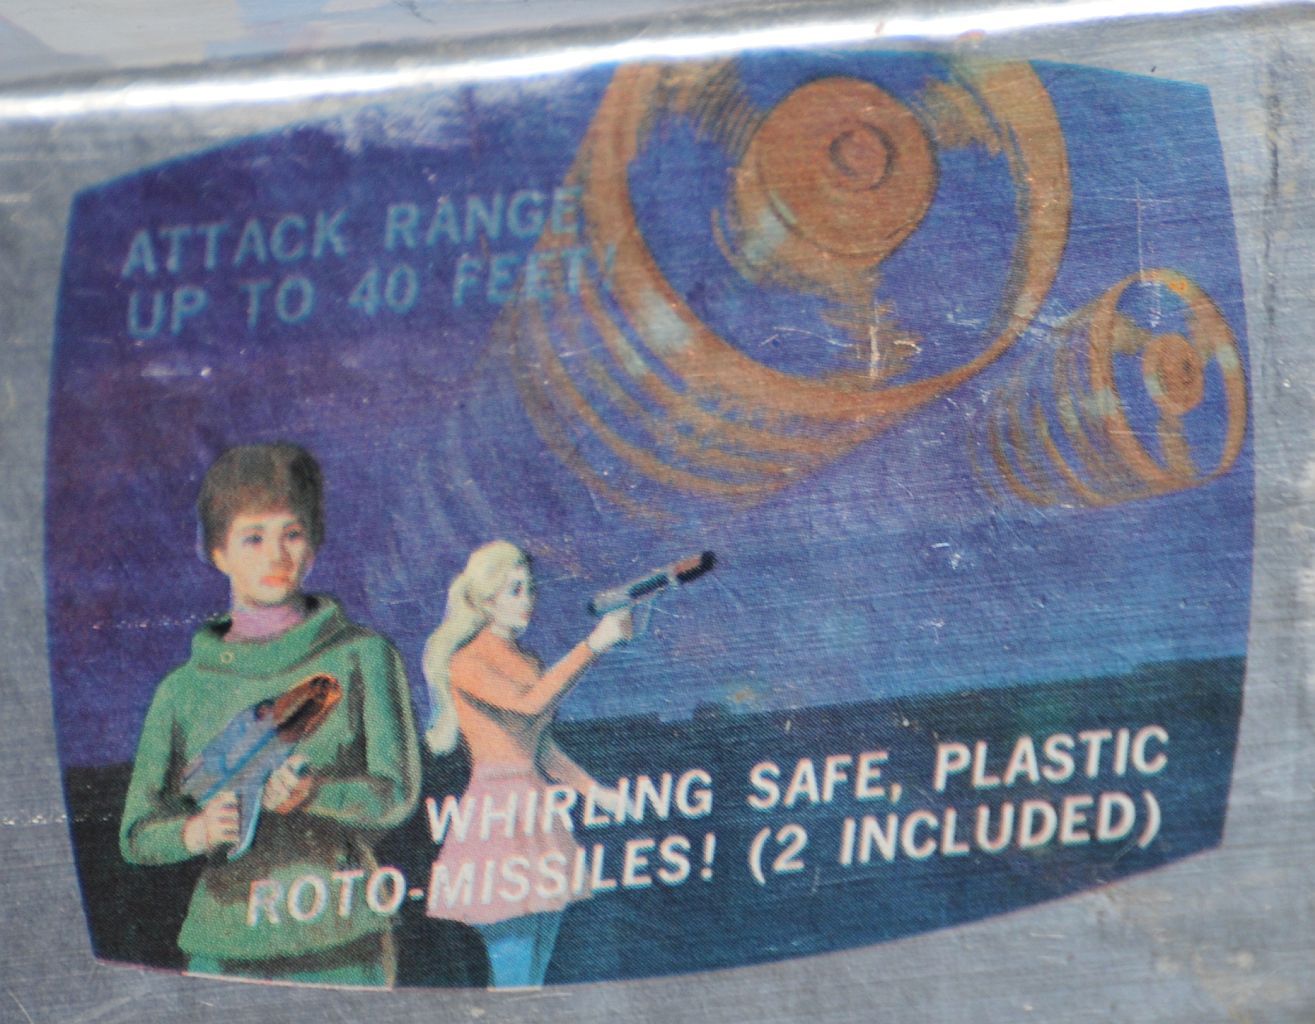 ATTACK RANGE
UP TO 40 FEET!
WHIRLING SAFE, PLASTIC
ROTO-MISSILES! (2 INCLUDED)